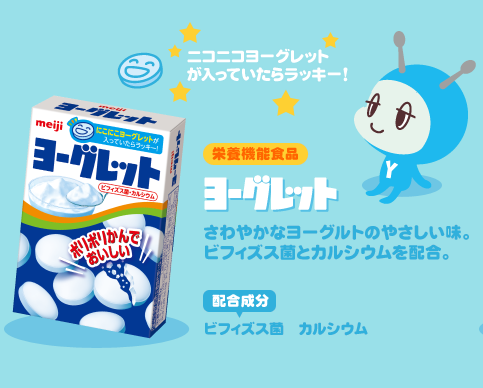 ニコニコヨーグレット
が入っていたらラッキー！
meiji
ヨーグレット
にこにこヨーグレットが
入っていたらラッキー！
ヨーグレット
ビフィズス菌・カルシウム
ポリポリかんで
おいしい
Y
栄養機能食品
ヨーグレット
さわやかなヨーグルトのやさしい味。
ビフィズス菌とカルシウムを配合。
配合成分
ビフィズス菌　カルシウム